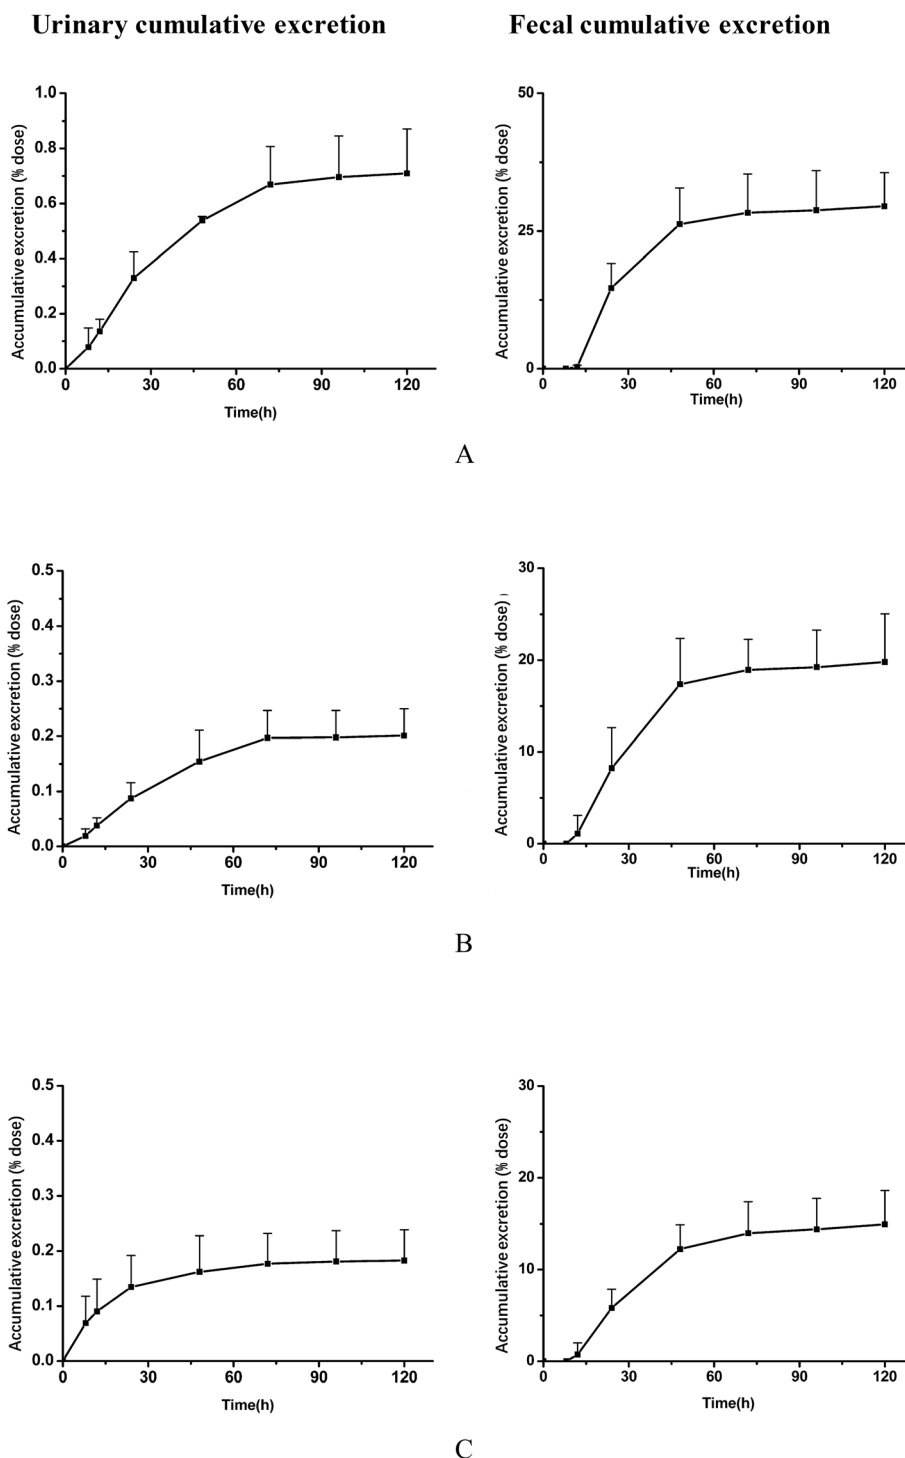 Urinary cumulative excretion
Fecal cumulative excretion
Accumulative excretion (% dose)
1.0
0.8
0.6
0.4
0.2
0.0
0 30 60 90 120
Time(h)
Accumulative excretion (% dose)
50
25
0
0 30 60 90 120
Time(h)
A
Accumulative excretion (% dose)
0.5
0.4
0.3
0.2
0.1
0.0
0 30 60 90 120
Time(h)
Accumulative excretion (% dose)
30
20
10
0
0 30 60 90 120
Time(h)
B
Accumulative excretion (% dose)
0.5
0.4
0.3
0.2
0.1
0.0
0 30 60 90 120
Time(h)
Accumulative excretion (% dose)
30
20
10
0
0 30 60 90 120
Time(h)
C